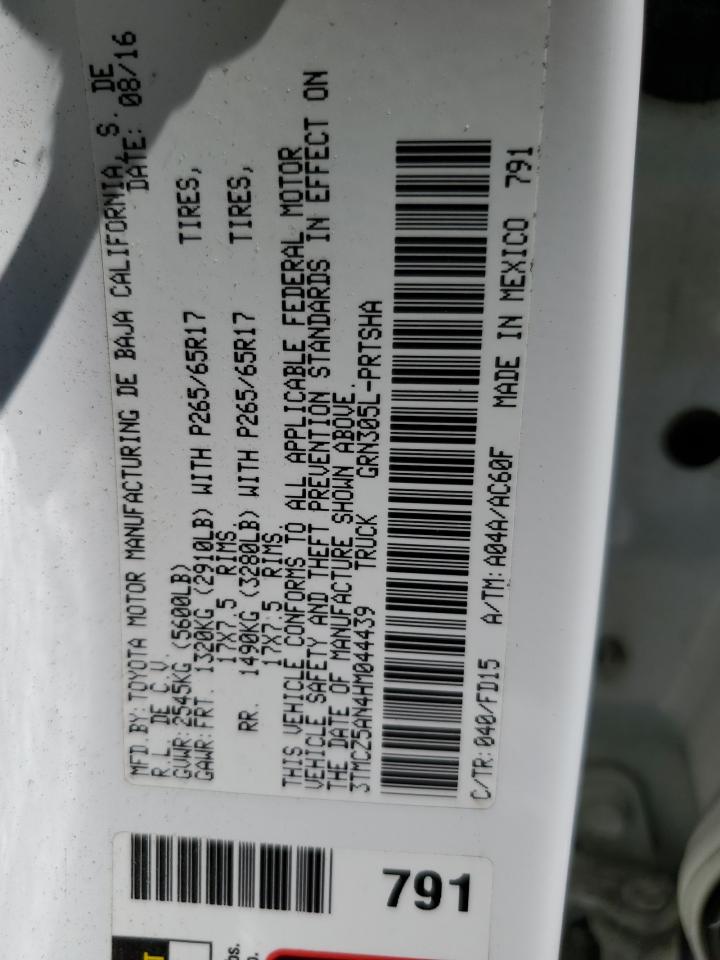 MFD.BY:TOYOTA MOTOR MANUFACTURING DE BAJA CALIFORNIA, S. DE
R.L. DE C.V. DATE: 08/16
GVWR:2545KG (5600LB)
GAWR:FRT. 1320KG (2910LB) WITH P265/65R17 TIRES,
17X7.5 RIMS.
RR. 1490KG (3280LB) WITH P265/65R17 TIRES,
17X7.5 RIMS.
THIS VEHICLE CONFORMS TO ALL APPLICABLE FEDERAL MOTOR
VEHICLE SAFETY AND THEFT PREVENTION STANDARDS IN EFFECT ON
THE DATE OF MANUFACTURE SHOWN ABOVE.
3TMCZ5AN4HM044439 TRUCK GRN305L-PRTSHA
C/TR:040/FD15 A/TM:A04A/AC60F MADE IN MEXICO 791
791